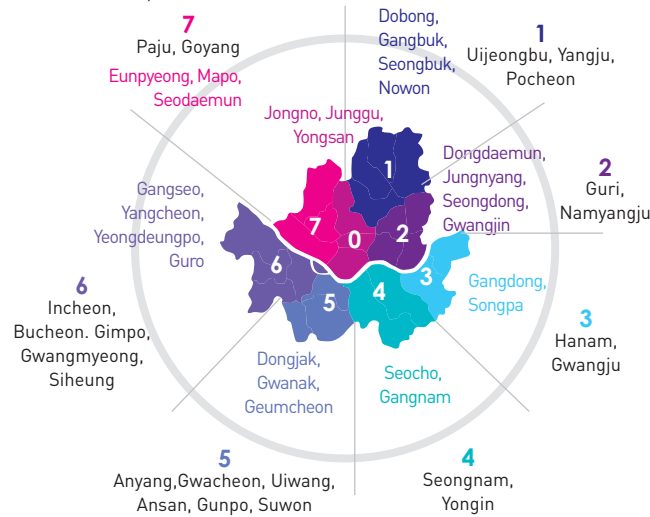 7
Paju, Goyang
Eunpyeong, Mapo,
Seodaemun
Dobong,
Gangbuk,
Seongbuk,
Nowon
1
Uijeongbu, Yangju,
Pocheon
Jongno, Junggu,
Yongsan
Dongdaemun,
Jungnyang,
Seongdong,
Gwangjin
2
Guri,
Namyangju
Gangseo,
Yangcheon,
Yeongdeungpo,
Guro
1
7
0
2
6
3
5
4
Gangdong,
Songpa
3
Hanam,
Gwangju
6
Incheon,
Bucheon. Gimpo,
Gwangmyeong,
Siheung
Dongjak,
Gwanak,
Geumcheon
Seocho,
Gangnam
5
Anyang,Gwacheon, Uiwang,
Ansan, Gunpo, Suwon
4
Seongnam,
Yongin